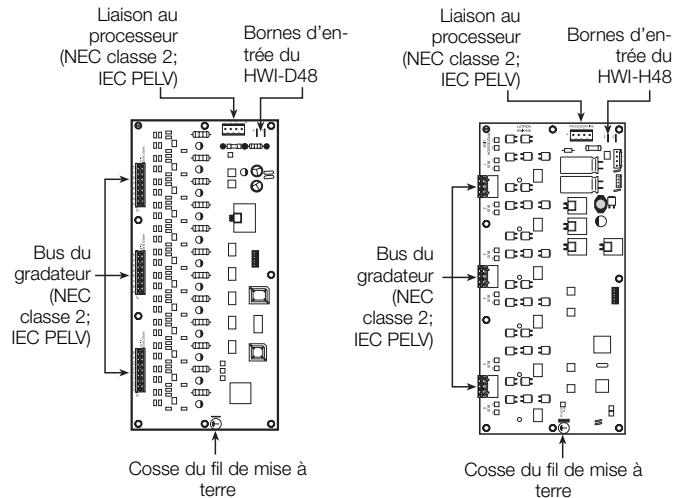 Liaison au
processeur
(NEC classe 2;
IEC PELV)
Bornes d'en-
trée du
HWI-D48
Bus du
gradateur
(NEC
classe 2;
IEC PELV)
Cosse du fil de mise à
terre
Liaison au
processeur
(NEC classe 2;
IEC PELV)
Bornes d'en-
trée du
HWI-H48
Bus du
gradateur
(NEC
classe 2;
IEC PELV)
Cosse du fil de mise à
terre